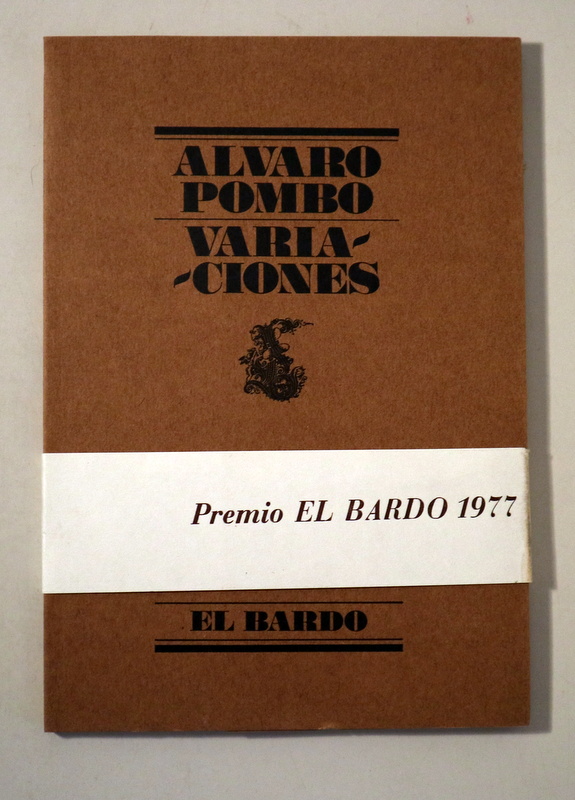 ALVARO
POMBO
VARIA-
-CIONES
Premio EL BARDO 1977
EL BARDO